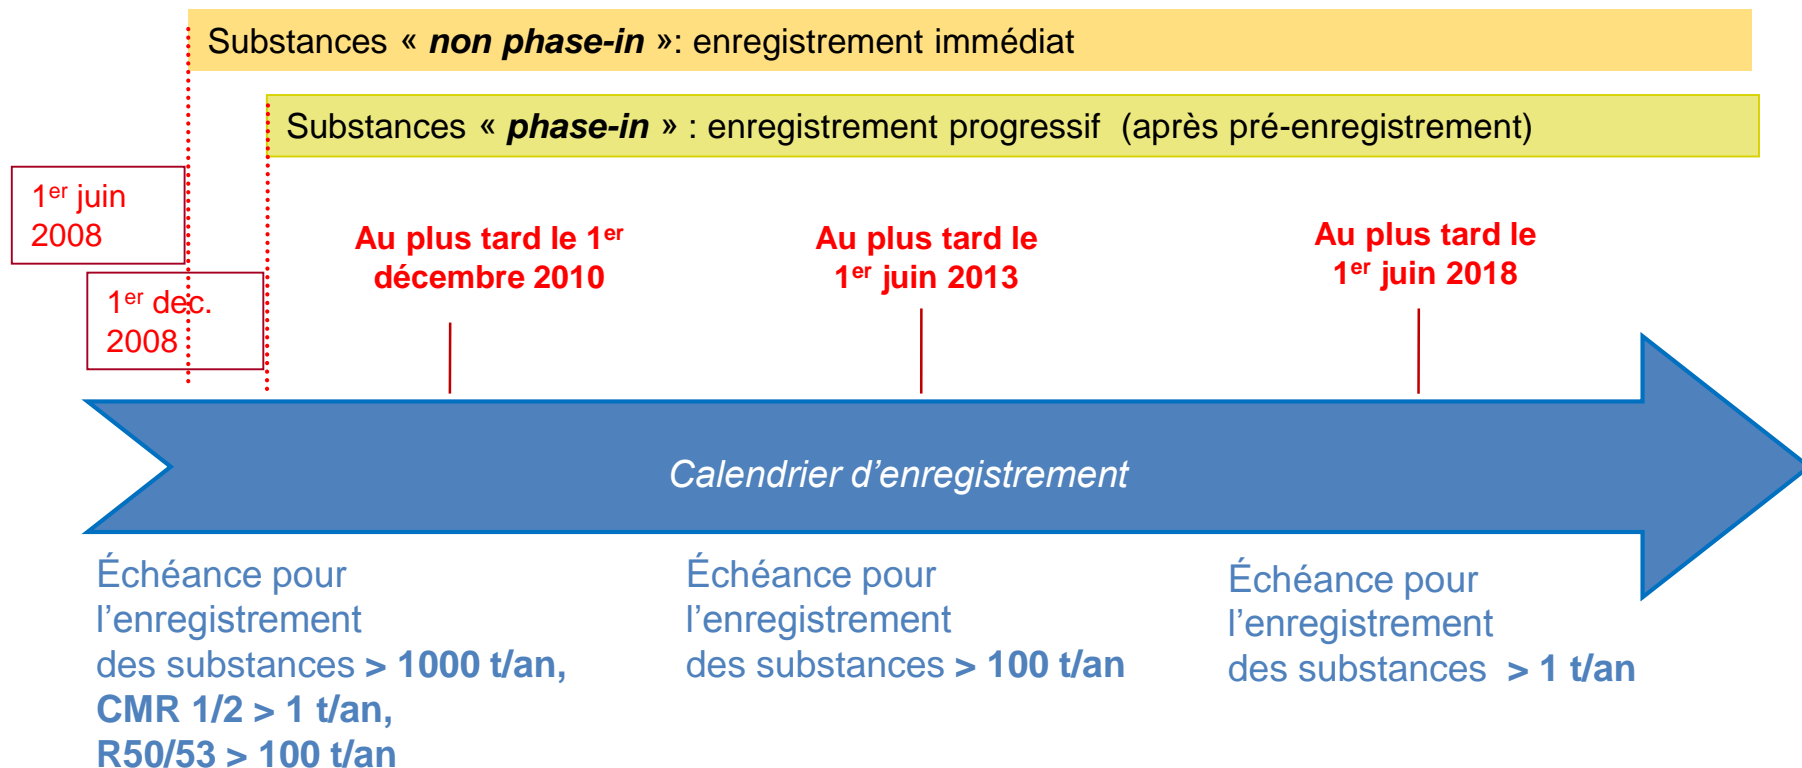 Substances « non phase-in »: enregistrement immédiat
Substances « phase-in » : enregistrement progressif (après pré-enregistrement)
1er juin
2008
1er dec.
2008
Au plus tard le 1er
décembre 2010
Au plus tard le
1er juin 2013
Au plus tard le
1er juin 2018
Calendrier d’enregistrement
Échéance pour
l’enregistrement
des substances > 1000 t/an,
CMR 1/2 > 1 t/an,
R50/53 > 100 t/an
Échéance pour
l’enregistrement
des substances > 100 t/an
Échéance pour
l’enregistrement
des substances > 1 t/an